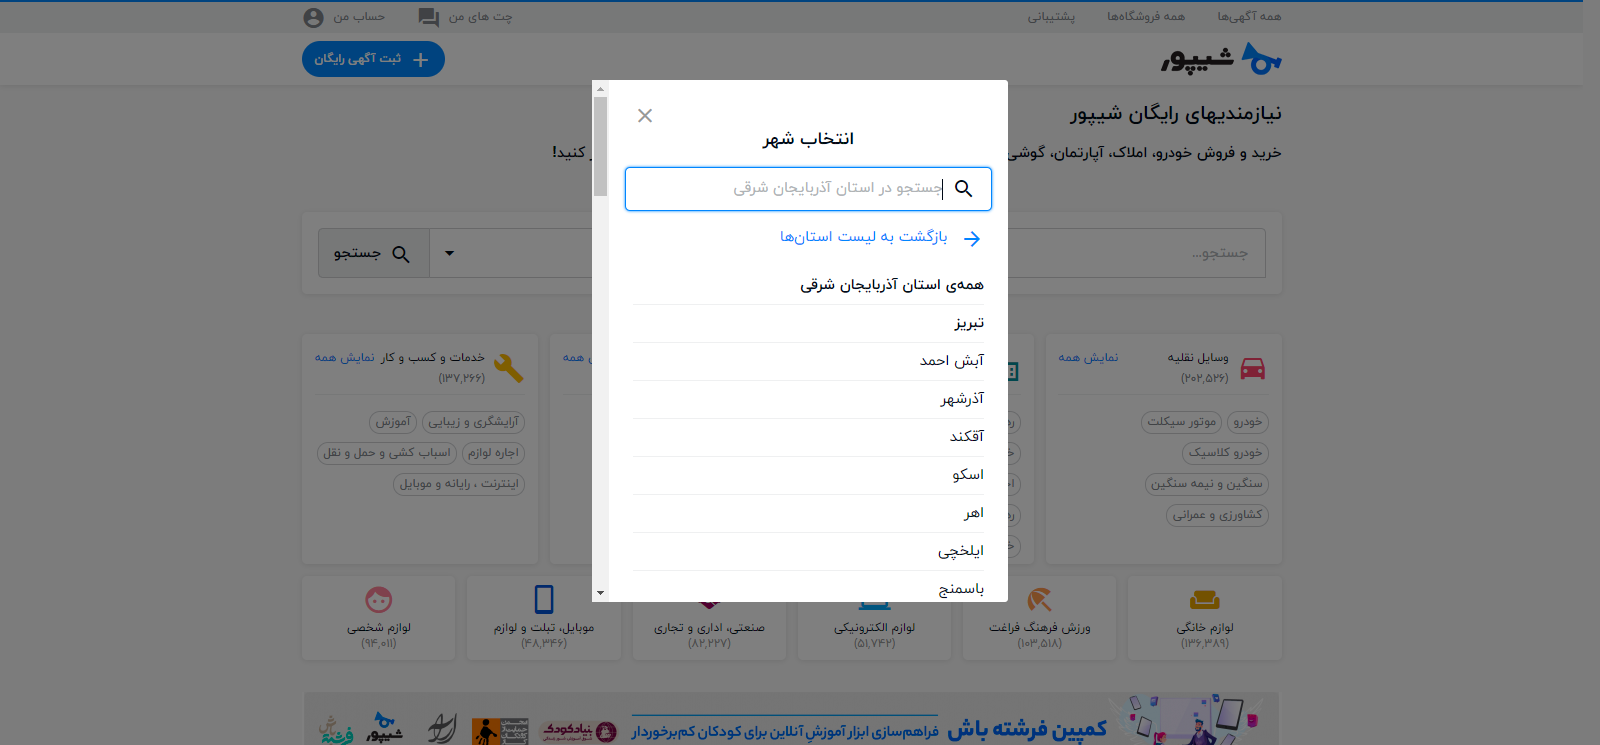 همه آگهی‌ها
همه فروشگاه‌ها
پشتیبانی
چت های من
حساب من
شیپور
ثبت آگهی رایگان
نیازمندیهای رایگان شیپور
خرید و فروش خودرو، املاک، آپارتمان، گوشی
کنید!
جستجو...
جستجو
انتخاب شهر
جستجو در استان آذربایجان شرقی
بازگشت به لیست استان‌ها
همه‌ی استان آذربایجان شرقی
تبریز
آبش احمد
آذرشهر
آقکند
اسکو
اهر
ایلخچی
باسمنج
وسایل نقلیه
(۲۰۲,۵۲۶)
نمایش همه
خودرو
موتور سیکلت
خودرو کلاسیک
سنگین و نیمه سنگین
کشاورزی و عمرانی
همه
خدمات و کسب و کار
(۱۳۷,۲۶۶)
نمایش همه
آرایشگری و زیبایی
آموزش
اجاره لوازم
اسباب کشی و حمل و نقل
اینترنت ، رایانه و موبایل
لوازم خانگی
(۱۳۶,۳۸۹)
ورزش فرهنگ فراغت
(۱۰۳,۵۱۸)
لوازم الکترونیکی
(۵۱,۷۴۲)
صنعتی، اداری و تجاری
(۸۲,۲۲۷)
موبایل، تبلت و لوازم
(۴۸,۳۴۶)
لوازم شخصی
(۹۴,۰۱۱)
کمپین فرشته باش
فراهم‌سازی ابزار آموزش آنلاین برای کودکان کم‌برخوردار
بنیاد کودک
شیپور